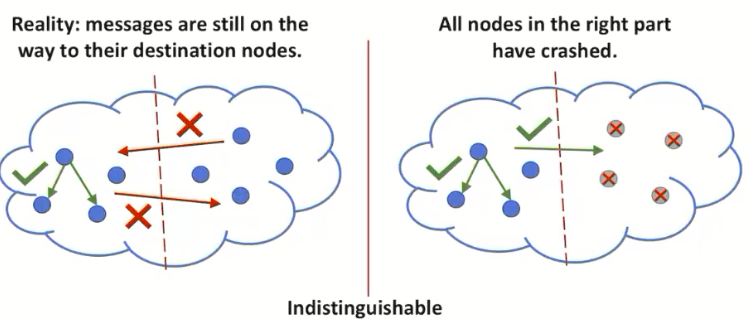 Reality: messages are still on the
way to their destination nodes.
All nodes in the right part
have crashed.
Indistinguishable